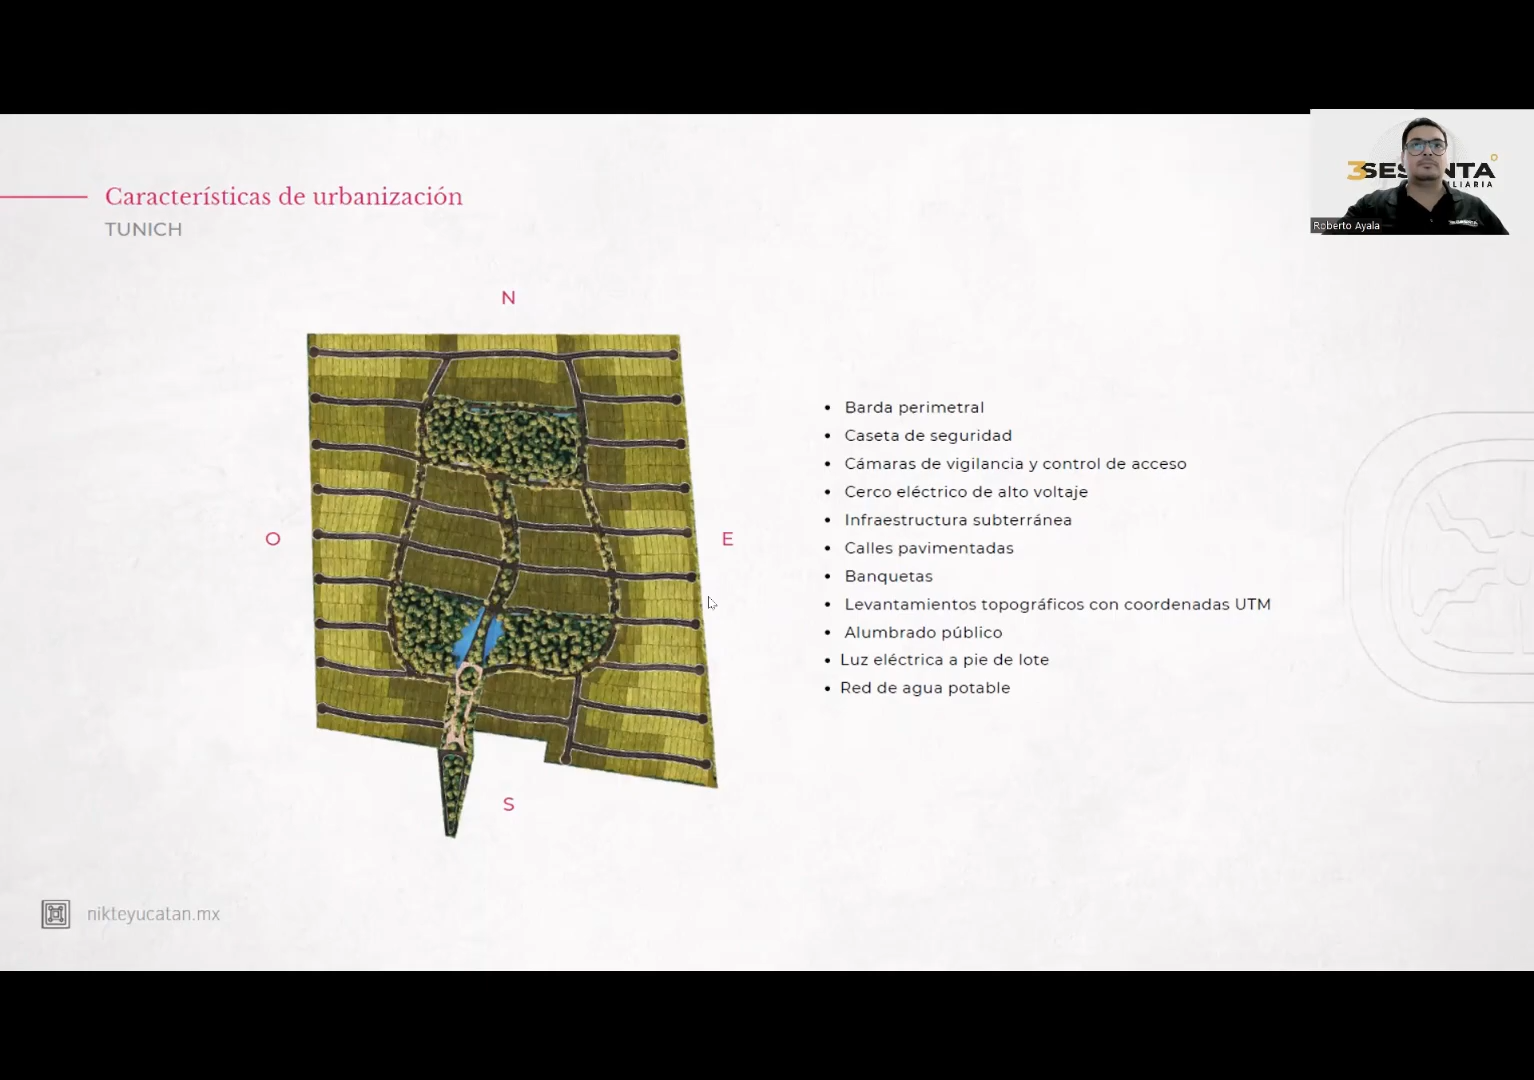 Características de urbanización
TUNICH
N
O
E
S
• Barda perimetral
• Caseta de seguridad
• Cámaras de vigilancia y control de acceso
• Cerco eléctrico de alto voltaje
• Infraestructura subterránea
• Calles pavimentadas
• Banquetas
• Levantamientos topográficos con coordenadas UTM
• Alumbrado público
• Luz eléctrica a pie de lote
• Red de agua potable
nikteyucatan.mx
Roberto Ayala